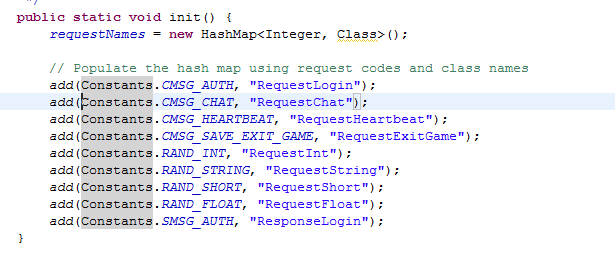 */
public static void init() {
requestNames = new HashMap<Integer, Class>();
// Populate the hash map using request codes and class names
add(Constants.CMSG_AUTH, "RequestLogin");
add(Constants.CMSG_CHAT, "RequestChat");
add(Constants.CMSG_HEARTBEAT, "RequestHeartbeat");
add(Constants.CMSG_SAVE_EXIT_GAME, "RequestExitGame");
add(Constants.RAND_INT, "RequestInt");
add(Constants.RAND_STRING, "RequestString");
add(Constants.RAND_SHORT, "RequestShort");
add(Constants.RAND_FLOAT, "RequestFloat");
add(Constants.SMSG_AUTH, "ResponseLogin");
}